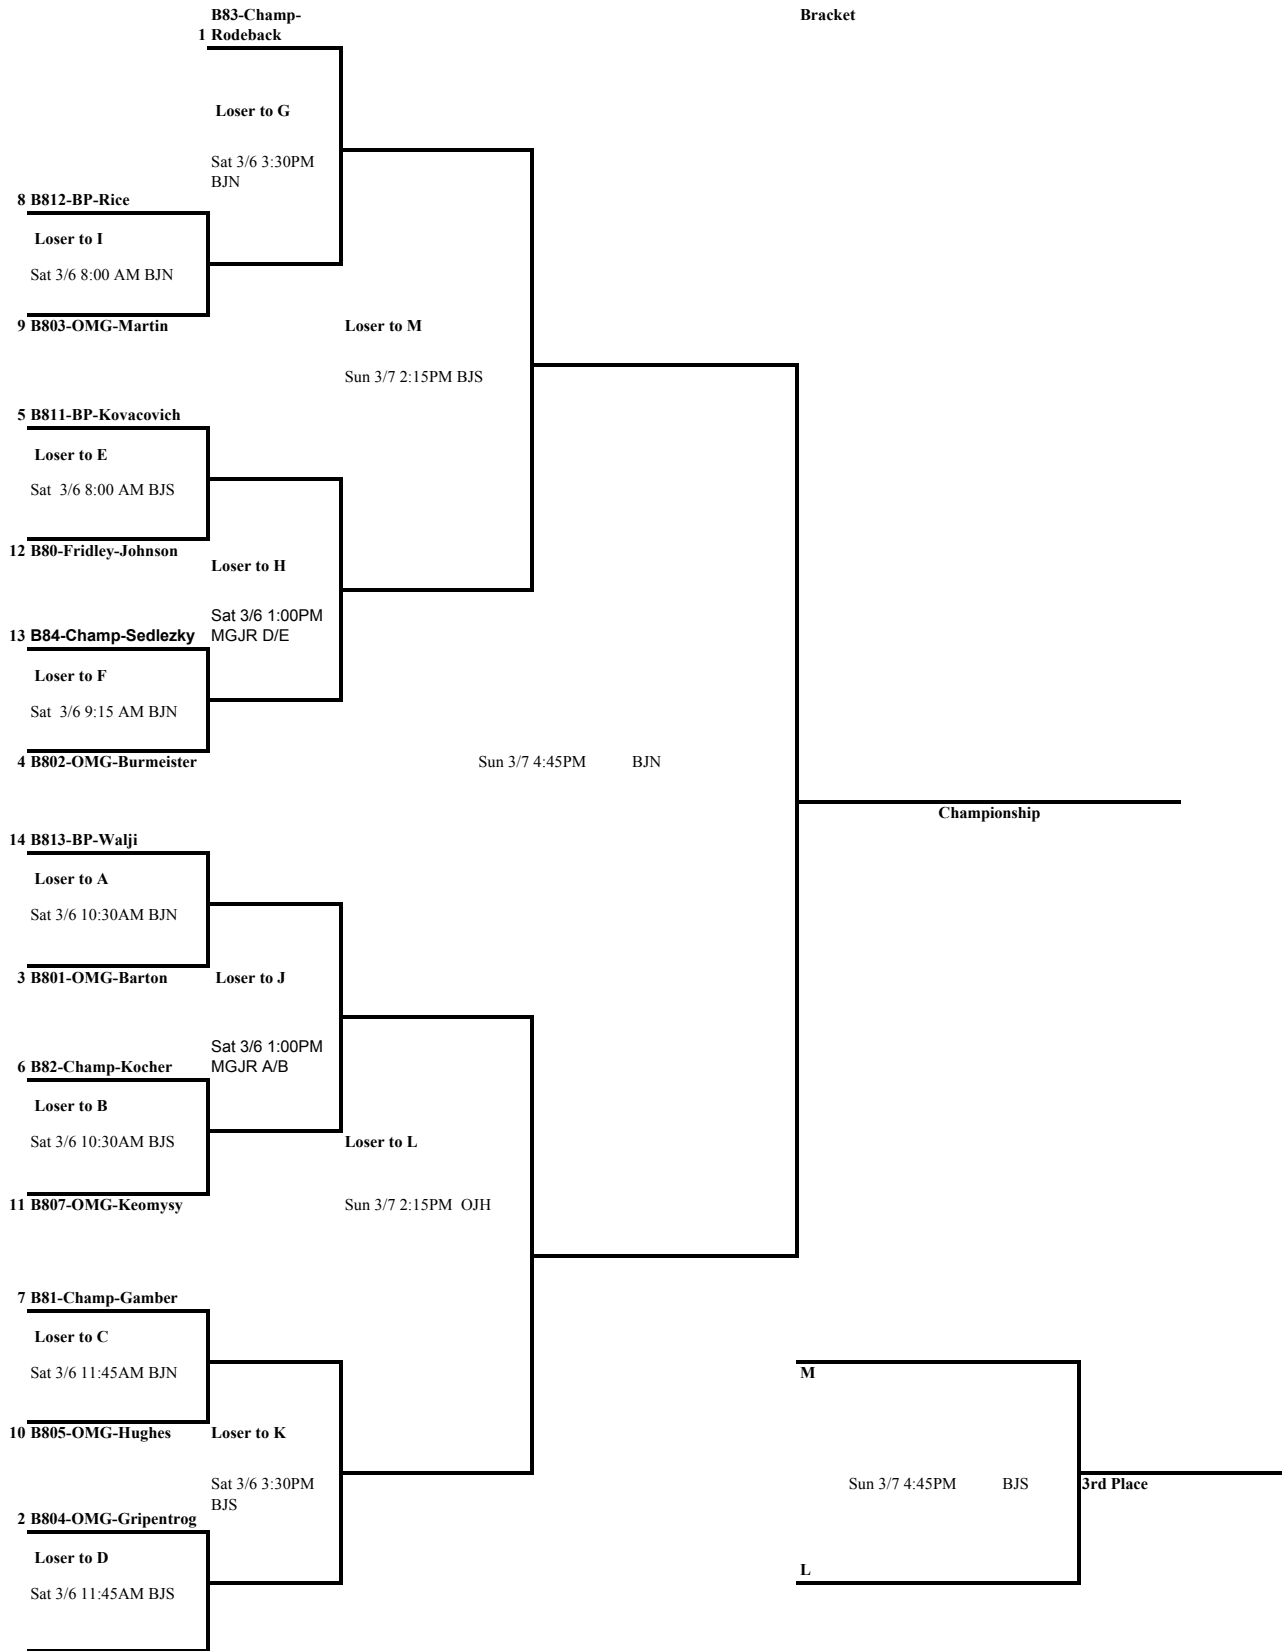 B83-Champ-
1 Rodeback
Bracket
Loser to G
Sat 3/6 3:30PM
BJN
8 B812-BP-Rice
Loser to I
Sat 3/6 8:00 AM BJN
9 B803-OMG-Martin
Loser to M
Sun 3/7 2:15PM BJS
5 B811-BP-Kovacovich
Loser to E
Sat 3/6 8:00 AM BJS
12 B80-Fridley-Johnson
Loser to H
Sat 3/6 1:00PM
MGJR D/E
13 B84-Champ-Sedlezky
Loser to F
Sat 3/6 9:15 AM BJN
4 B802-OMG-Burmeister
Sun 3/7 4:45PM BJN
Championship
14 B813-BP-Walji
Loser to A
Sat 3/6 10:30AM BJN
3 B801-OMG-Barton
Loser to J
Sat 3/6 1:00PM
MGJR A/B
6 B82-Champ-Kocher
Loser to B
Sat 3/6 10:30AM BJS
11 B807-OMG-Keomysy
Loser to L
Sun 3/7 2:15PM OJH
7 B81-Champ-Gamber
Loser to C
Sat 3/6 11:45AM BJN
10 B805-OMG-Hughes
Loser to K
Sat 3/6 3:30PM
BJS
2 B804-OMG-Gripentrog
Loser to D
Sat 3/6 11:45AM BJS
M
Sun 3/7 4:45PM BJS
3rd Place
L